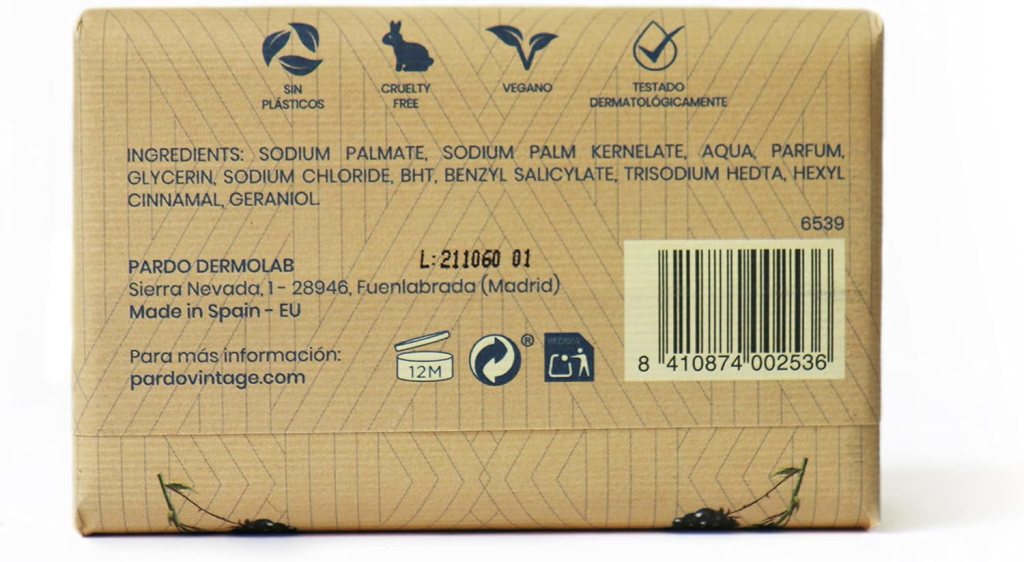 SIN
PLÁSTICOS
CRUELTY
FREE
VEGANO
TESTADO
DERMATOLÓGICAMENTE
INGREDIENTS: SODIUM PALMATE, SODIUM PALM KERNELATE, AQUA, PARFUM,
GLYCERIN, SODIUM CHLORIDE, BHT, BENZYL SALICYLATE, TRISODIUM HEDTA, HEXYL
CINNAMAL, GERANIOL.
6539
L:211060 01
PARDO DERMOLAB
Sierra Nevada, 1 - 28946, Fuenlabrada (Madrid)
Made in Spain - EU
Para más información:
pardovintage.com
12M
®
RECICLA
8 410874 002536